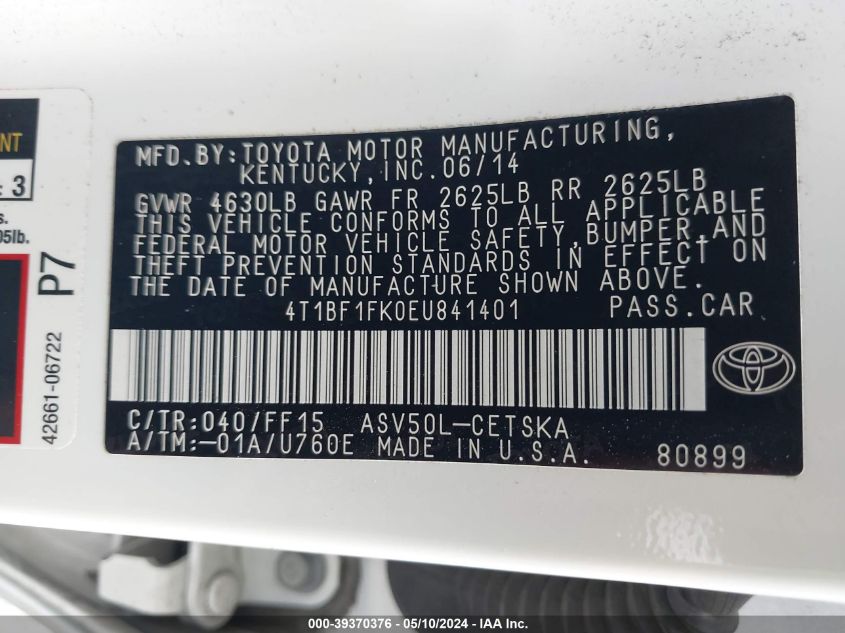 MFD.BY:TOYOTA MOTOR MANUFACTURING,
KENTUCKY,INC.06/14
GVWR 4630LB GAWR FR 2625LB RR 2625LB
THIS VEHICLE CONFORMS TO ALL APPLICABLE
FEDERAL MOTOR VEHICLE SAFETY,BUMPER,AND
THEFT PREVENTION STANDARDS IN EFFECT ON
THE DATE OF MANUFACTURE SHOWN ABOVE.
4T1BF1FK0EU841401 PASS.CAR
C/TR:040/FF15 ASV50L-CETSKA
A/TM:-01A/U760E MADE IN U.S.A. 80899
: 3
P7
42661-06722
000-39370376 - 05/10/2024 - IAA Inc.